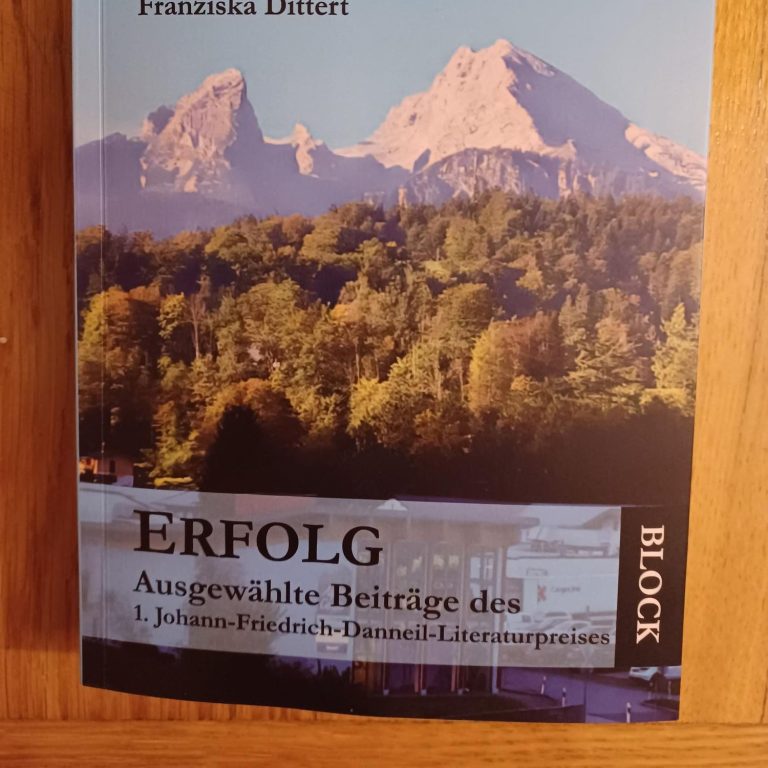 Franziska Dittert
ERFOLG
Ausgewählte Beiträge des
1. Johann-Friedrich-Danneil-Literaturpreises
BLOCK